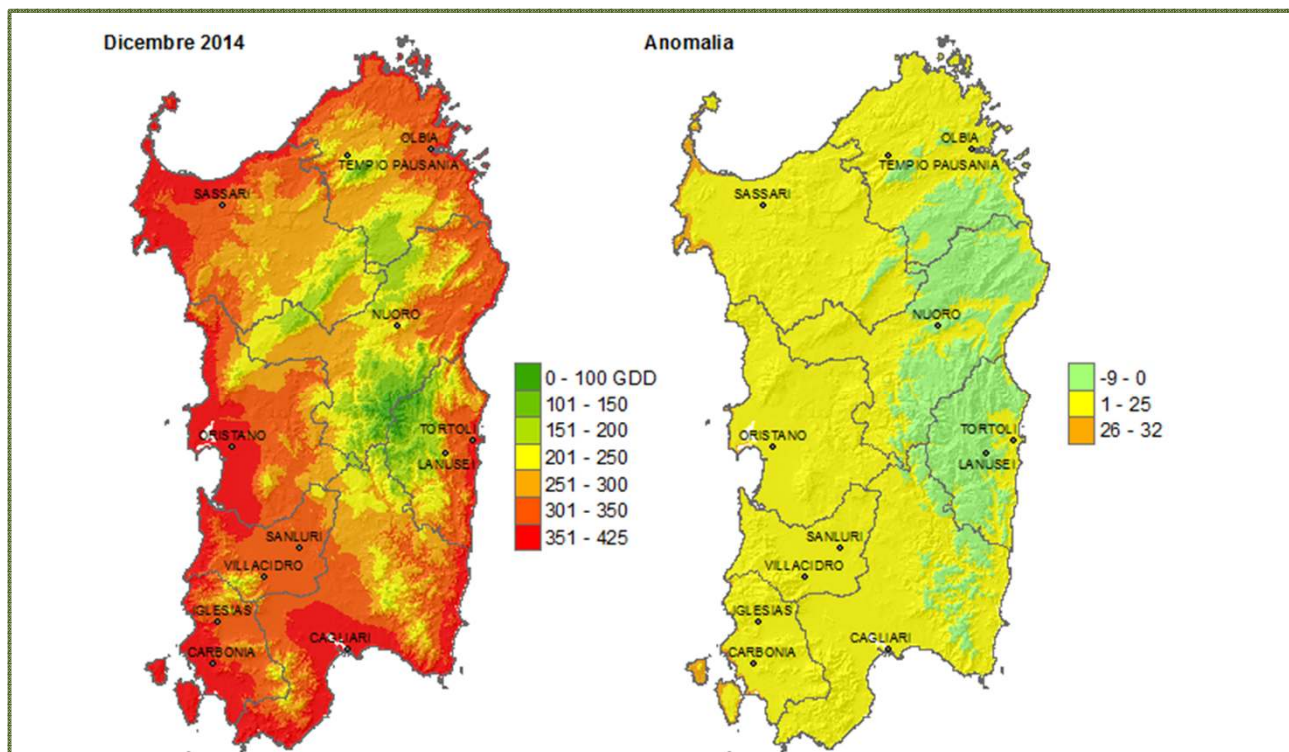 Dicembre 2014
OLBIA
TEMPIO PAUSANIA
SASSARI
NUORO
ORISTANO
TORTOLI
LANUSEI
SANLURI
VILLACIDRO
IGLESIAS
CAGLIARI
CARBONIA
0 - 100 GDD
101 - 150
151 - 200
201 - 250
251 - 300
301 - 350
351 - 425
Anomalia
OLBIA
TEMPIO PAUSANIA
SASSARI
NUORO
ORISTANO
TORTOLI
LANUSEI
SANLURI
VILLACIDRO
IGLESIAS
CAGLIARI
CARBONIA
-9 - 0
1 - 25
26 - 32